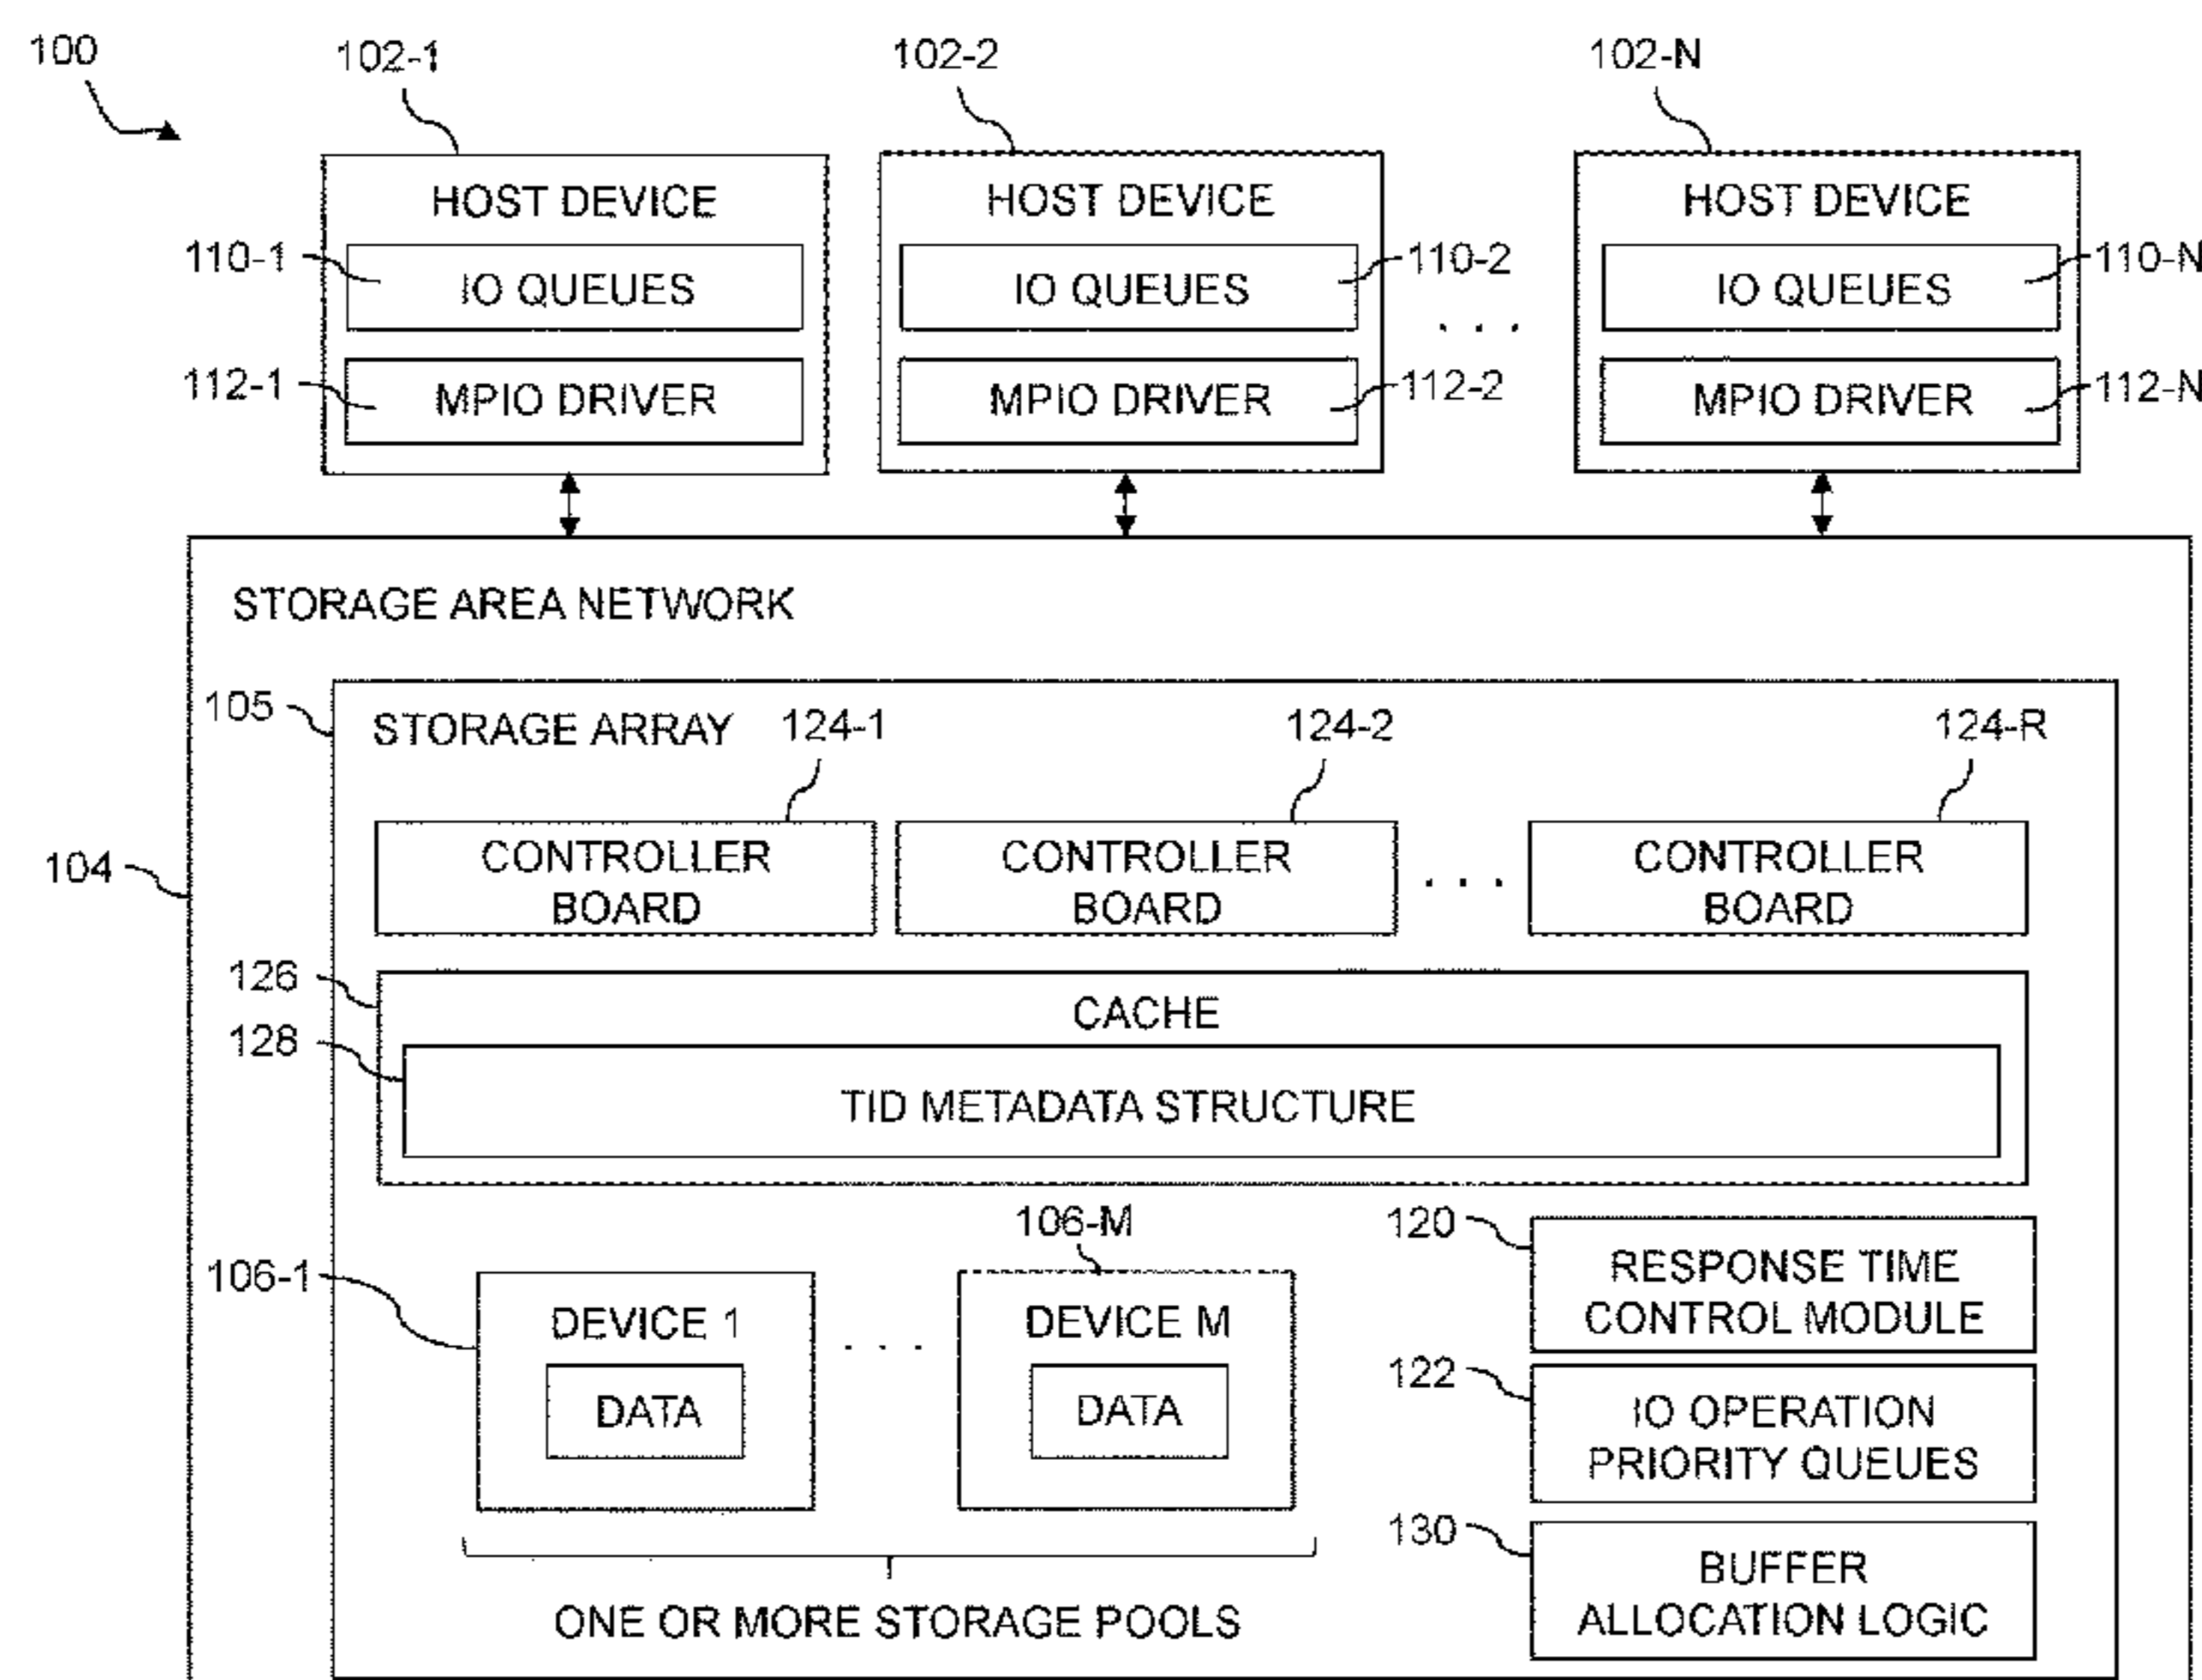 100
102-1
102-2
102-N
HOST DEVICE
HOST DEVICE
HOST DEVICE
110-1
IO QUEUES
IO QUEUES
110-2
IO QUEUES
110-N
. . .
112-1
MPIO DRIVER
MPIO DRIVER
112-2
MPIO DRIVER
112-N
STORAGE AREA NETWORK
105
STORAGE ARRAY
124-1
124-2
124-R
104
CONTROLLER
BOARD
CONTROLLER
BOARD
. . .
CONTROLLER
BOARD
126
CACHE
128
TID METADATA STRUCTURE
106-1
DEVICE 1
DATA
. . .
106-M
DEVICE M
DATA
ONE OR MORE STORAGE POOLS
120
RESPONSE TIME
CONTROL MODULE
122
IO OPERATION
PRIORITY QUEUES
130
BUFFER
ALLOCATION LOGIC